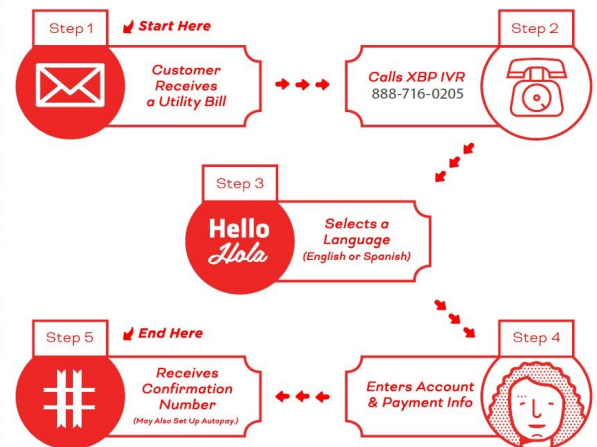 Step 1
Start Here
Customer
Receives
a Utility Bill
Step 2
Calls XBP IVR
888-716-0205
Step 3
Hello
Hola
Selects a
Language
(English or Spanish)
Step 4
Enters Account
& Payment Info
Step 5
End Here
#
Receives
Confirmation
Number
(May Also Set Up Autopay.)